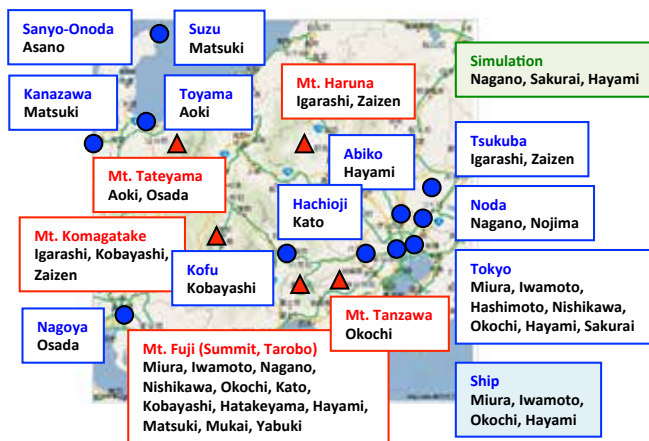 Sanyo-Onoda
Asano
Suzu
Matsuki
Simulation
Nagano, Sakurai, Hayami
Kanazawa
Matsuki
Toyama
Aoki
Mt. Haruna
Igarashi, Zaizen
Abiko
Hayami
Tsukuba
Igarashi, Zaizen
Mt. Tateyama
Aoki, Osada
Hachioji
Kato
Noda
Nagano, Nojima
Mt. Komagatake
Igarashi, Kobayashi,
Zaizen
Kofu
Kobayashi
Tokyo
Miura, Iwamoto,
Hashimoto, Nishikawa,
Okochi, Hayami, Sakurai
Nagoya
Osada
Mt. Tanzawa
Okochi
Mt. Fuji (Summit, Tarobo)
Miura, Iwamoto, Nagano,
Nishikawa, Okochi, Kato,
Kobayashi, Hatakeyama, Hayami,
Matsuki, Mukai, Yabuki
Ship
Miura, Iwamoto,
Okochi, Hayami